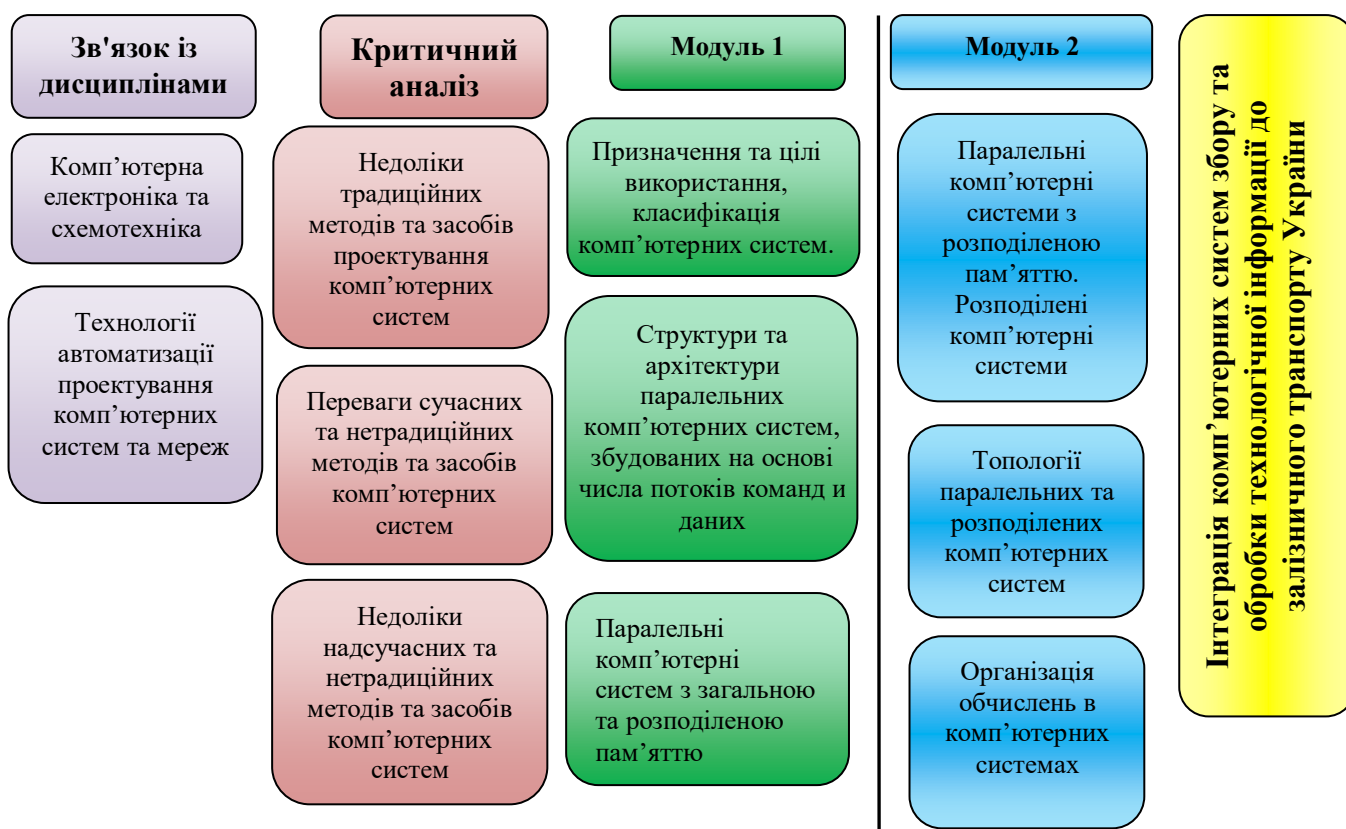 Зв'язок із
дисциплінами
Комп’ютерна
електроніка та
схемотехніка
Технології
автоматизації
проектування
комп’ютерних
систем та мереж
Критичний
аналіз
Недоліки
традиційних
методів та засобів
проектування
комп’ютерних
систем
Переваги сучасних
та нетрадиційних
методів та засобів
комп’ютерних
систем
Недоліки
надсучасних та
нетрадиційних
методів та засобів
комп’ютерних
систем
Модуль 1
Призначення та цілі
використання,
класифікація
комп’ютерних систем.
Структури та
архітектури
паралельних
комп’ютерних систем,
збудованих на основі
числа потоків команд и
даних
Паралельні
комп’ютерні
систем з загальною
та розподіленою
пам’яттю
Модуль 2
Паралельні
комп’ютерні
системи з
розподіленою
пам’яттю.
Розподілені
комп’ютерні
системи
Топології
паралельних та
розподілених
комп’ютерних
систем
Організація
обчислень в
комп’ютерних
системах
Інтеграція комп’ютерних систем збору та
обробки технологічної інформації до
залізничного транспорту України